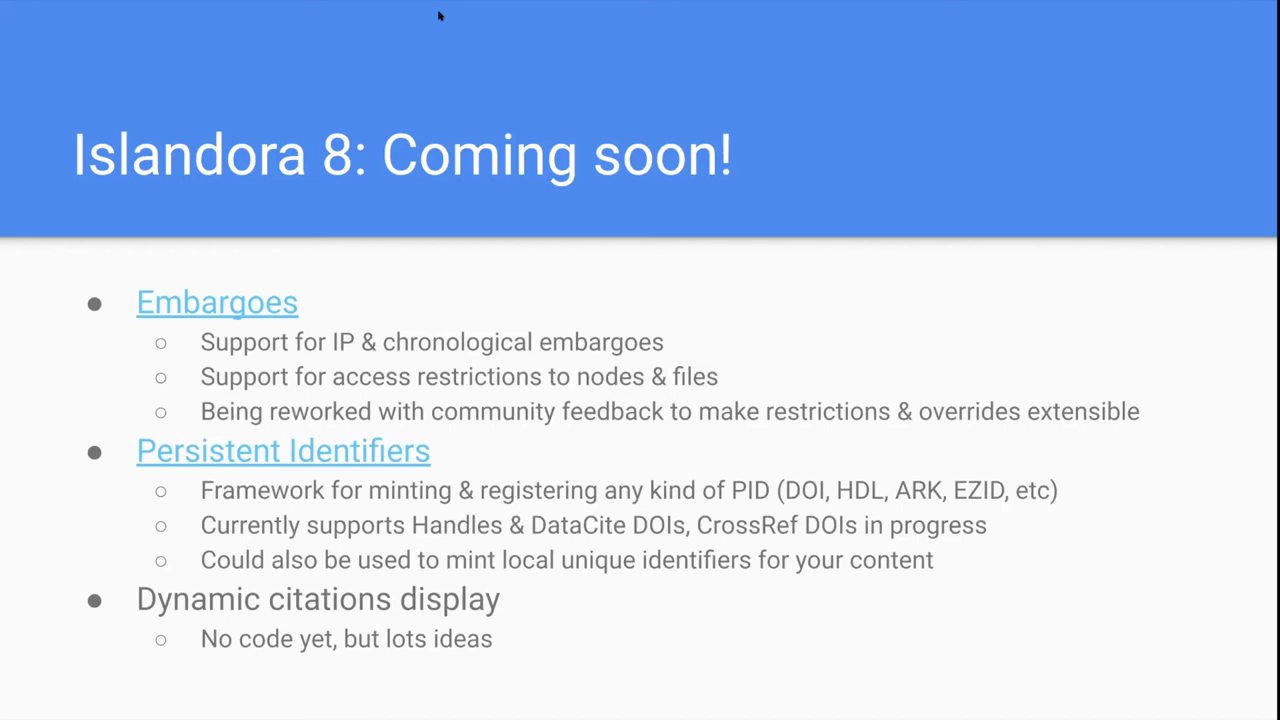 Islandora 8: Coming soon!
● Embargoes
○ Support for IP & chronological embargoes
○ Support for access restrictions to nodes & files
○ Being reworked with community feedback to make restrictions & overrides extensible
● Persistent Identifiers
○ Framework for minting & registering any kind of PID (DOI, HDL, ARK, EZID, etc)
○ Currently supports Handles & DataCite DOIs, CrossRef DOIs in progress
○ Could also be used to mint local unique identifiers for your content
● Dynamic citations display
○ No code yet, but lots ideas